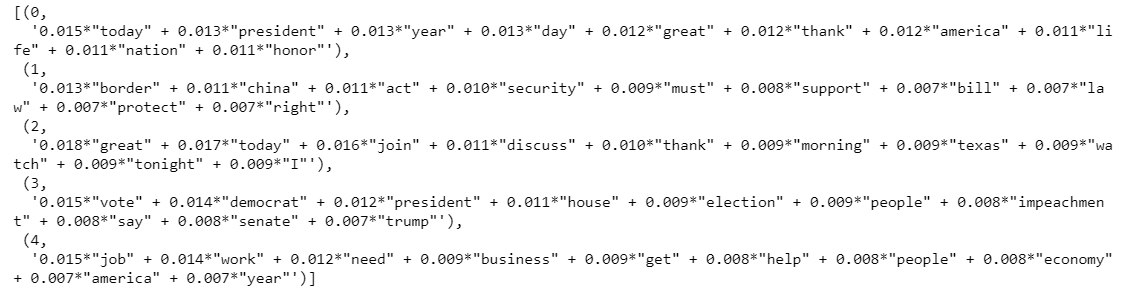 [(0,
'0.015*"today" + 0.013*"president" + 0.013*"year" + 0.013*"day" + 0.012*"great" + 0.012*"thank" + 0.012*"america" + 0.011*"li
fe" + 0.011*"nation" + 0.011*"honor"'),
(1,
'0.013*"border" + 0.011*"china" + 0.011*"act" + 0.010*"security" + 0.009*"must" + 0.008*"support" + 0.007*"bill" + 0.007*"la
w" + 0.007*"protect" + 0.007*"right"'),
(2,
'0.018*"great" + 0.017*"today" + 0.016*"join" + 0.011*"discuss" + 0.010*"thank" + 0.009*"morning" + 0.009*"texas" + 0.009*"wa
tch" + 0.009*"tonight" + 0.009*"I"'),
(3,
'0.015*"vote" + 0.014*"democrat" + 0.012*"president" + 0.011*"house" + 0.009*"election" + 0.009*"people" + 0.008*"impeachmen
t" + 0.008*"say" + 0.008*"senate" + 0.007*"trump"'),
(4,
'0.015*"job" + 0.014*"work" + 0.012*"need" + 0.009*"business" + 0.009*"get" + 0.008*"help" + 0.008*"people" + 0.008*"economy"
+ 0.007*"america" + 0.007*"year"')]